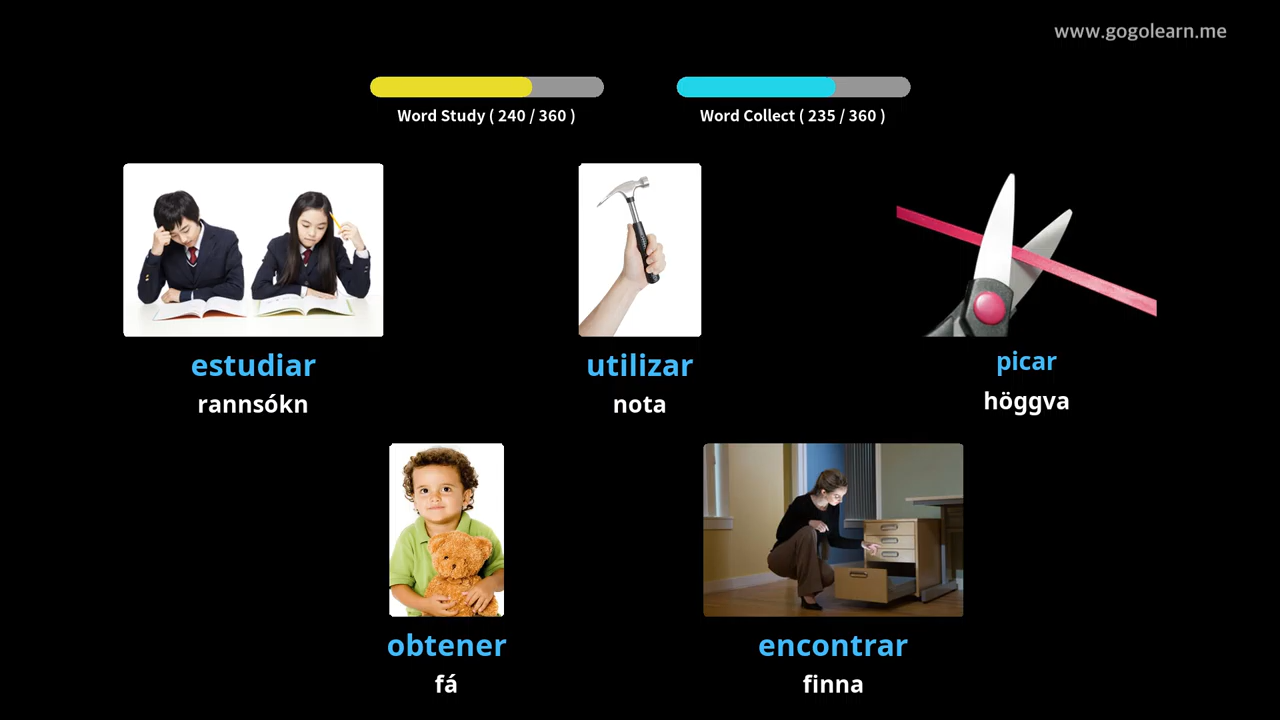 www.gogolearn.me
Word Study ( 240 / 360 )
Word Collect ( 235 / 360 )
estudiar
rannsókn
utilizar
nota
picar
höggva
obtener
fá
encontrar
finna